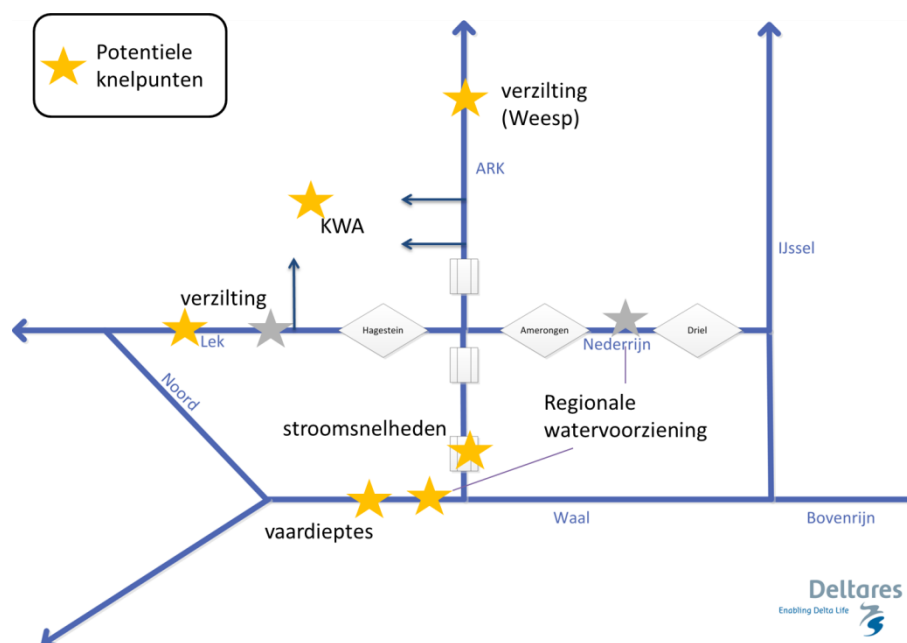 Potentiele
knelpunten
verzilting
(Weesp)
ARK
KWA
IJssel
verzilting
Hagestein
Amerongen
Driel
Lek
Nederrijn
Noord
Regionale
watervoorziening
stroomsnelheden
vaardieptes
Waal
Bovenrijn
Deltares
Enabling Delta Life